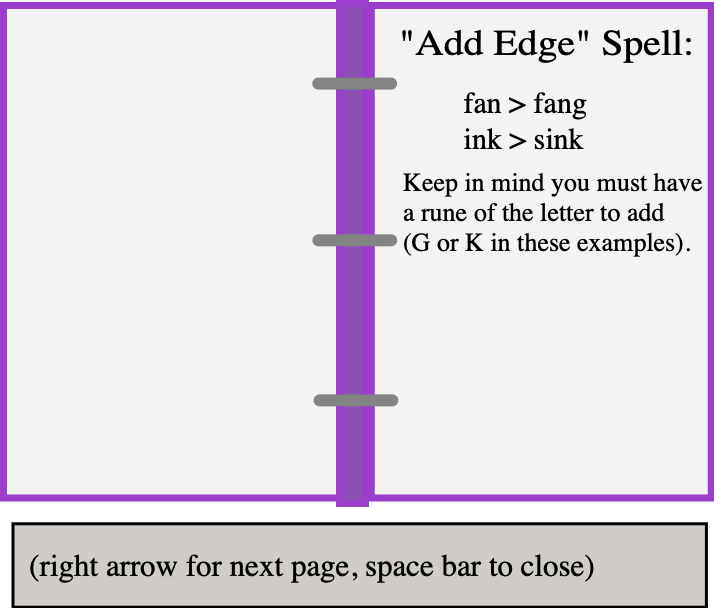 "Add Edge" Spell:
fan > fang
ink > sink
Keep in mind you must have
a rune of the letter to add
(G or K in these examples).
(right arrow for next page, space bar to close)